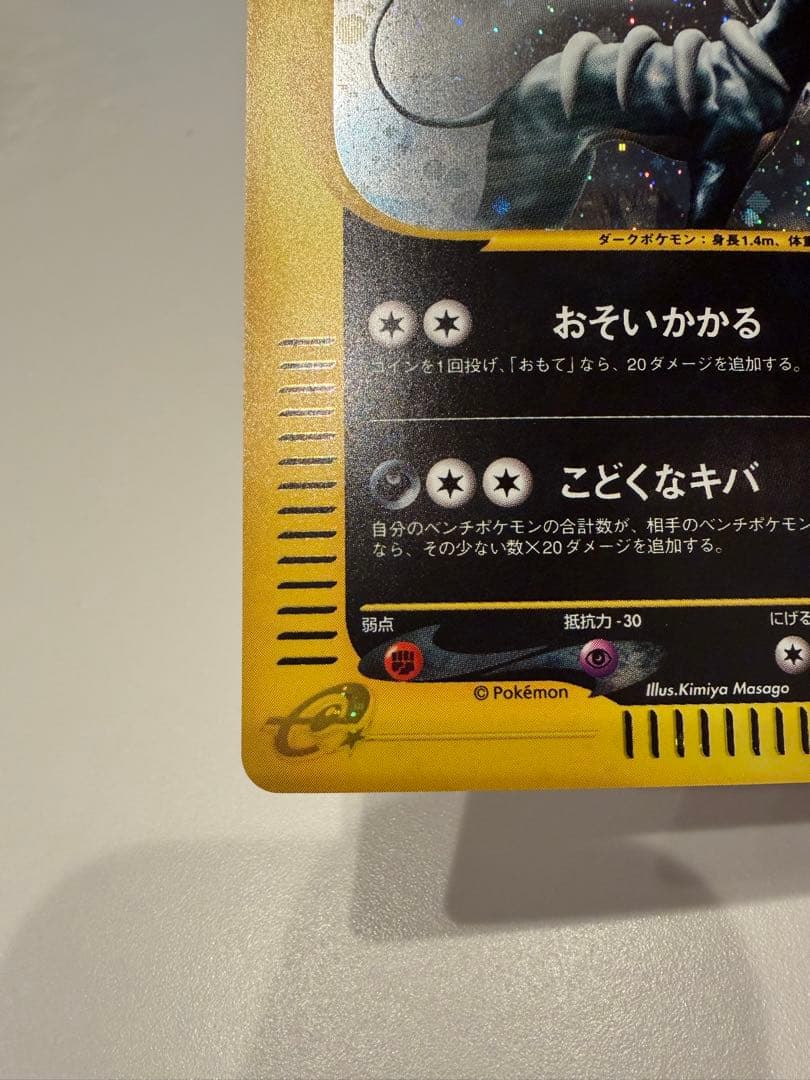 ダークポケモン：身長1.4m、体重
おそいかかる
コインを1回投げ、「おもて」なら、20ダメージを追加する。
こどくなキバ
自分のベンチポケモンの合計数が、相手のベンチポケモン
なら、その少ない数×20ダメージを追加する。
弱点 抵抗力-30 にげる
© Pokémon Illus.Kimiya Masago
e